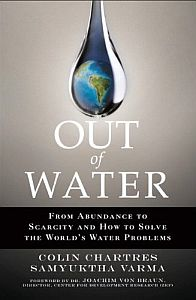 OUT
of
WATER
FROM ABUNDANCE TO
SCARCITY AND HOW TO SOLVE
THE WORLD'S WATER PROBLEMS
COLIN CHARTRES
SAMYUKTHA VARMA
FOREWORD BY DR. JOACHIM VON BRAUN,
DIRECTOR, CENTER FOR DEVELOPMENT RESEARCH (ZEF)